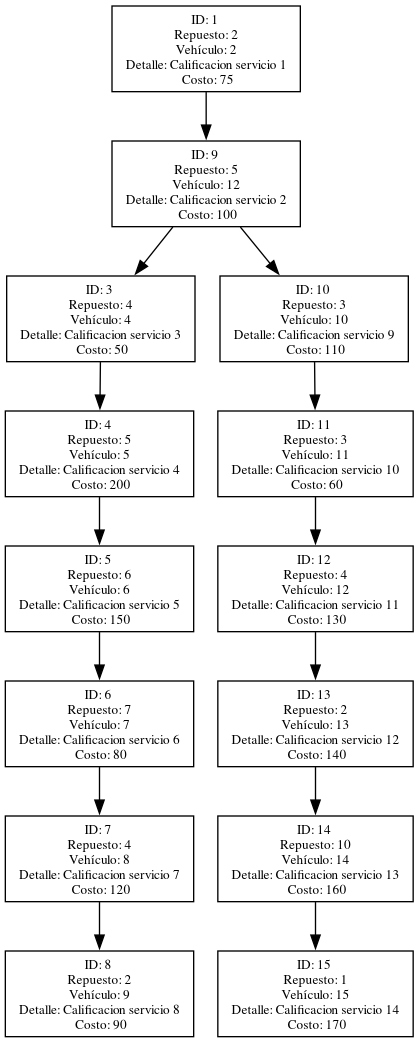 ID: 1
Repuesto: 2
Vehículo: 2
Detalle: Calificacion servicio 1
Costo: 75
ID: 9
Repuesto: 5
Vehículo: 12
Detalle: Calificacion servicio 2
Costo: 100
ID: 3
Repuesto: 4
Vehículo: 4
Detalle: Calificacion servicio 3
Costo: 50
ID: 10
Repuesto: 3
Vehículo: 10
Detalle: Calificacion servicio 9
Costo: 110
ID: 4
Repuesto: 5
Vehículo: 5
Detalle: Calificacion servicio 4
Costo: 200
ID: 11
Repuesto: 3
Vehículo: 11
Detalle: Calificacion servicio 10
Costo: 60
ID: 5
Repuesto: 6
Vehículo: 6
Detalle: Calificacion servicio 5
Costo: 150
ID: 12
Repuesto: 4
Vehículo: 12
Detalle: Calificacion servicio 11
Costo: 130
ID: 6
Repuesto: 7
Vehículo: 7
Detalle: Calificacion servicio 6
Costo: 80
ID: 13
Repuesto: 2
Vehículo: 13
Detalle: Calificacion servicio 12
Costo: 140
ID: 7
Repuesto: 4
Vehículo: 8
Detalle: Calificacion servicio 7
Costo: 120
ID: 14
Repuesto: 10
Vehículo: 14
Detalle: Calificacion servicio 13
Costo: 160
ID: 8
Repuesto: 2
Vehículo: 9
Detalle: Calificacion servicio 8
Costo: 90
ID: 15
Repuesto: 1
Vehículo: 15
Detalle: Calificacion servicio 14
Costo: 170